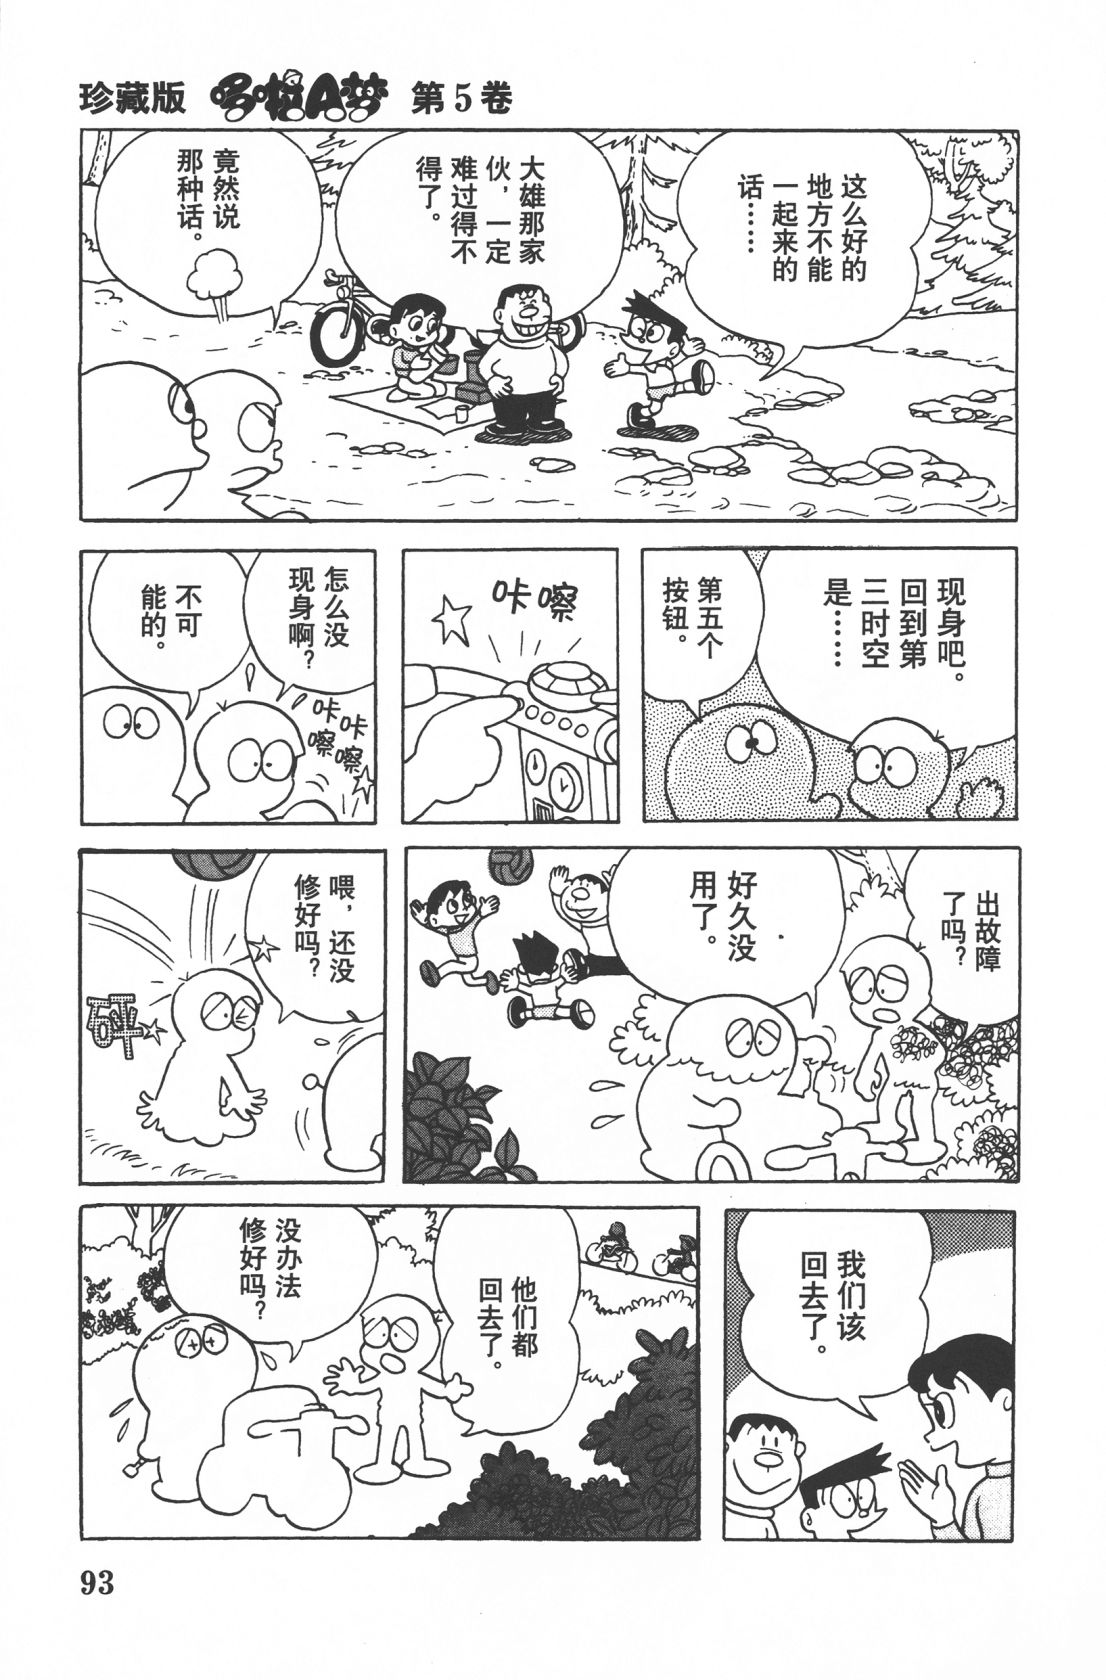 珍藏版 哆啦A梦 第5卷
这么好的
地方不能
一起来的
话……
大雄那家
伙，一定
难过得不
得了。
竟然说
那种话。
现身吧。
回到第
三时空
是……
第五个
按钮。
咔嚓
怎么没
现身啊?
咔嚓
咔嚓
不可
能的。
出故障
了吗?
好久没
用了。
喂，还没
修好吗?
砰
我们该
回去了。
他们都
回去了。
没办法
修好吗?
93